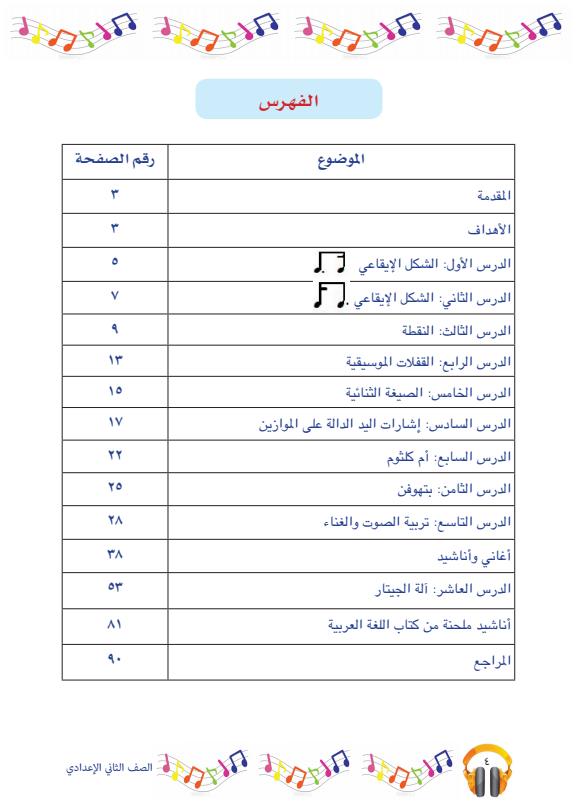 الفهرس
الموضوع رقم الصفحة
المقدمة ٣
الأهداف ٣
الدرس الأول: الشكل الإيقاعي ٥
الدرس الثاني: الشكل الإيقاعي ٧
الدرس الثالث: النقطة ٩
الدرس الرابع: القفلات الموسيقية ١٣
الدرس الخامس: الصيغة الثنائية ١٥
الدرس السادس: إشارات اليد الدالة على الموازين ١٧
الدرس السابع: أم كلثوم ٢٢
الدرس الثامن: بتهوفن ٢٥
الدرس التاسع: تربية الصوت والغناء ٢٨
أغاني وأناشيد ٣٨
الدرس العاشر: آلة الجيتار ٥٣
أناشيد ملحنة من كتاب اللغة العربية ٨١
المراجع ٩٠
٤
الصف الثاني الإعدادي